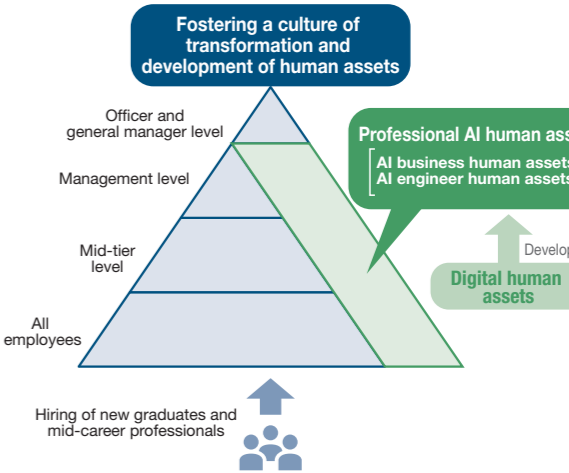 Fostering a culture of
transformation and
development of human assets
Officer and
general manager level
Management level
Mid-tier
level
All
employees
Professional AI human
AI business human assets
AI engineer human assets
Digital human
assets
Hiring of new graduates and
mid-career professionals